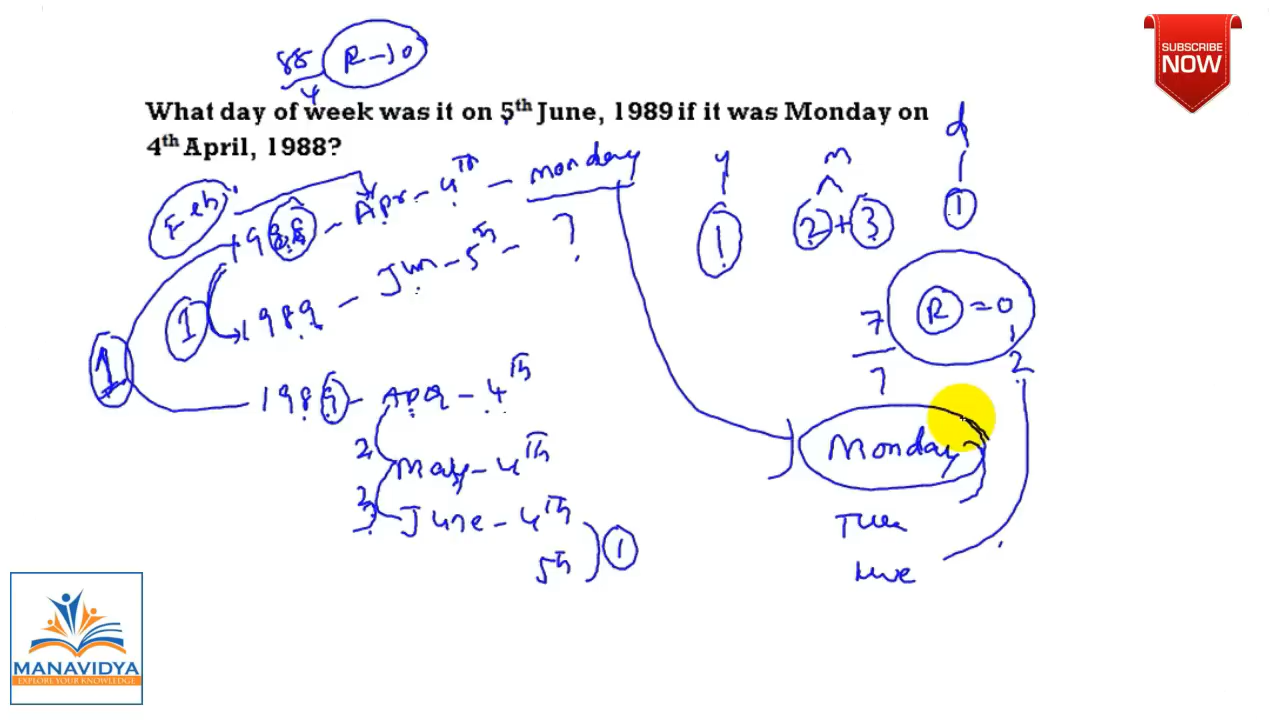 88 R→0
4
What day of week was it on 5th June, 1989 if it was Monday on
4th April, 1988?
SUBSCRIBE
NOW
y m d
Feb
1988 - Apr - 4th - Monday
1 2+3 1
1 1989 - Jun - 5th - ?
7 R = 0
7 1
2
1
1989 - Apr - 4th
Monday
2 May - 4th
3 June - 4th
Tue
5th 1
MANAVIDYA
EXPLORE YOUR KNOWLEDGE